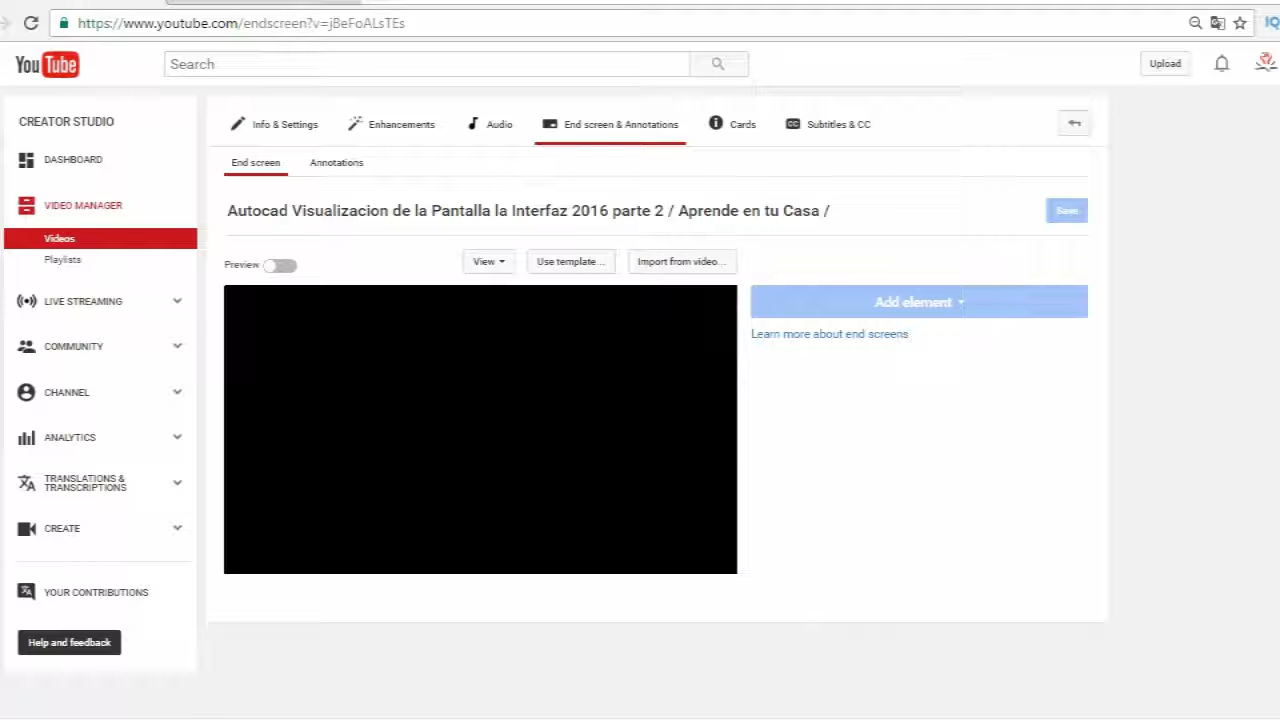 https://www.youtube.com/endscreen?v=jBeFoALsTEs
IQ
YouTube
Search
Upload
CREATOR STUDIO
DASHBOARD
VIDEO MANAGER
Videos
Playlists
LIVE STREAMING
COMMUNITY
CHANNEL
ANALYTICS
TRANSLATIONS &
TRANSCRIPTIONS
CREATE
YOUR CONTRIBUTIONS
Help and feedback
Info & Settings
Enhancements
Audio
End screen & Annotations
Cards
CC Subtitles & CC
End screen
Annotations
Autocad Visualizacion de la Pantalla la Interfaz 2016 parte 2 / Aprende en tu Casa /
Save
Preview
View
Use template...
Import from video...
Add element
Learn more about end screens